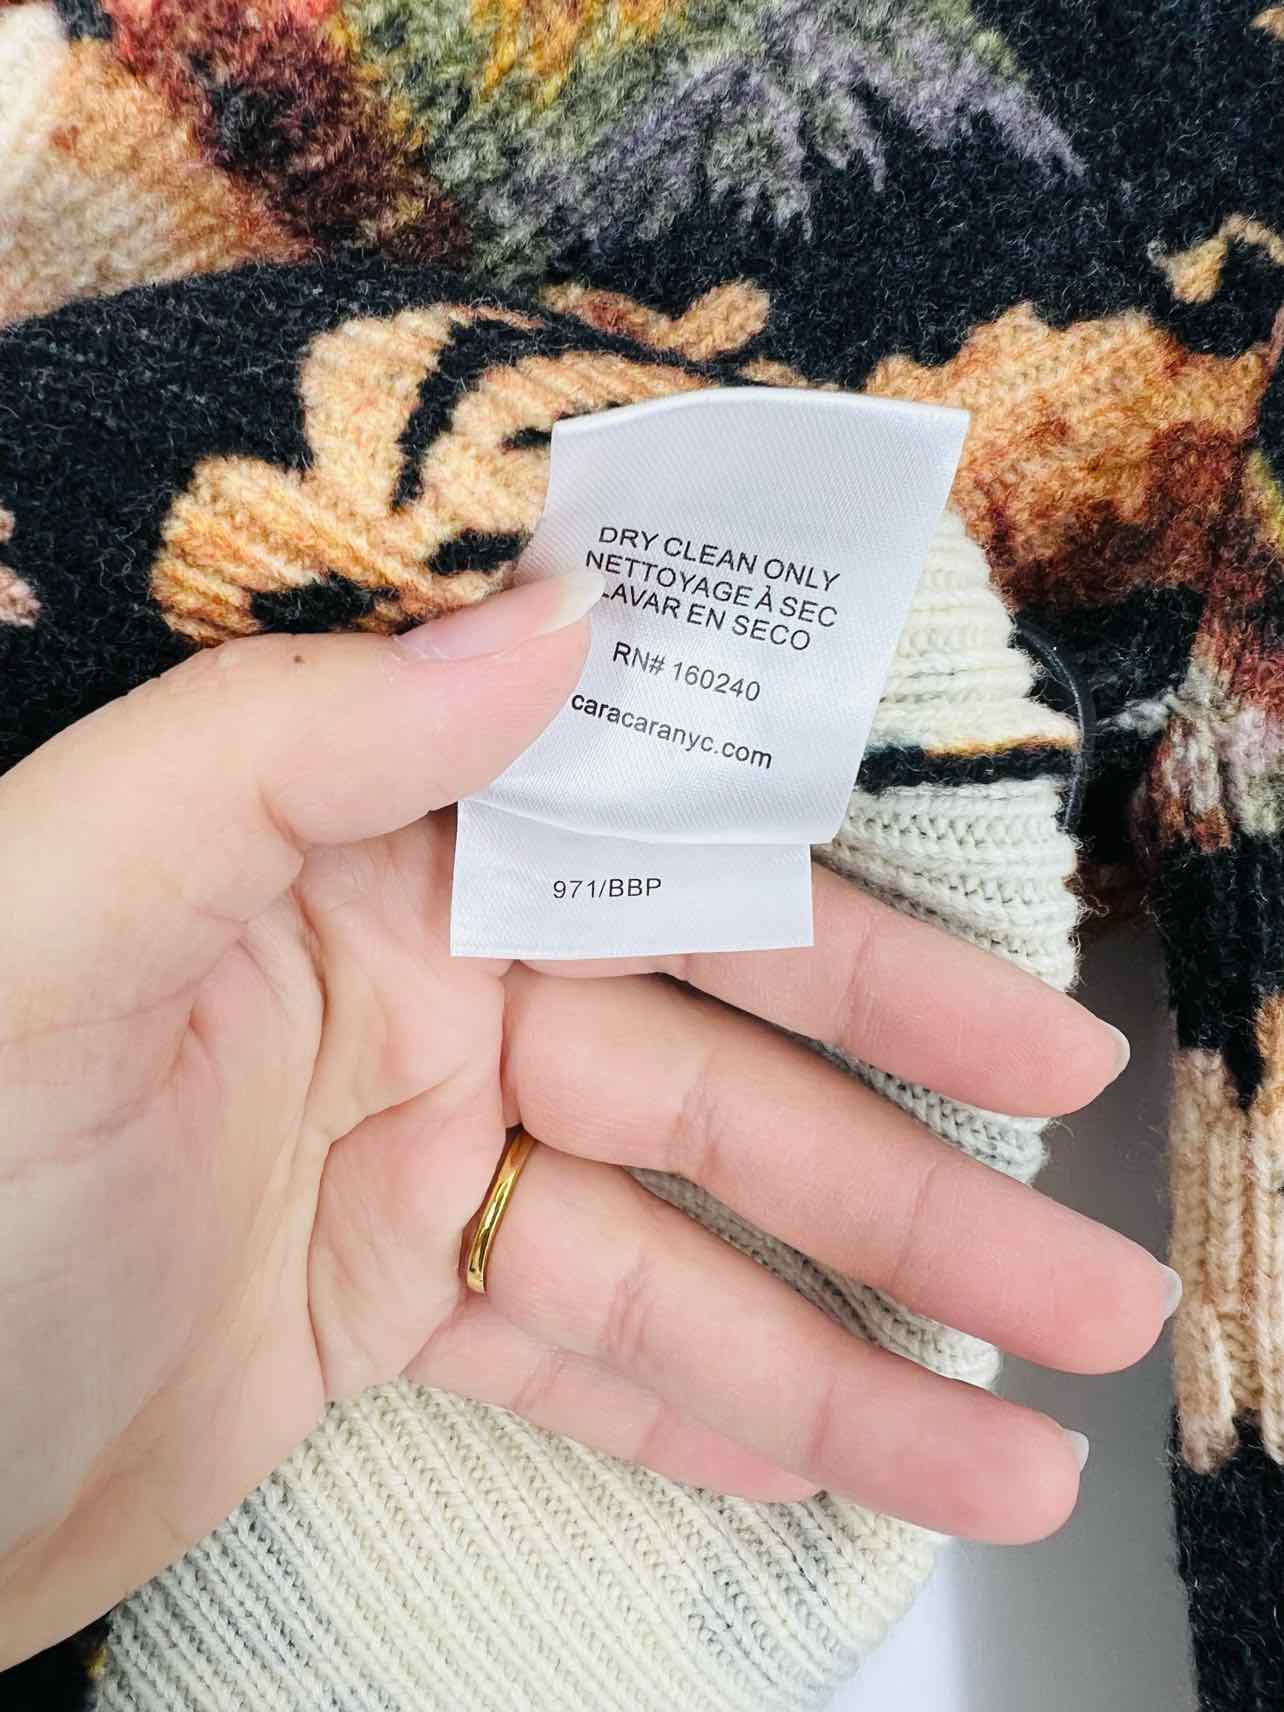 DRY CLEAN ONLY
NETTOYAGE À SEC
LAVAR EN SECO
RN# 160240
caracaranyc.com
971/BBP